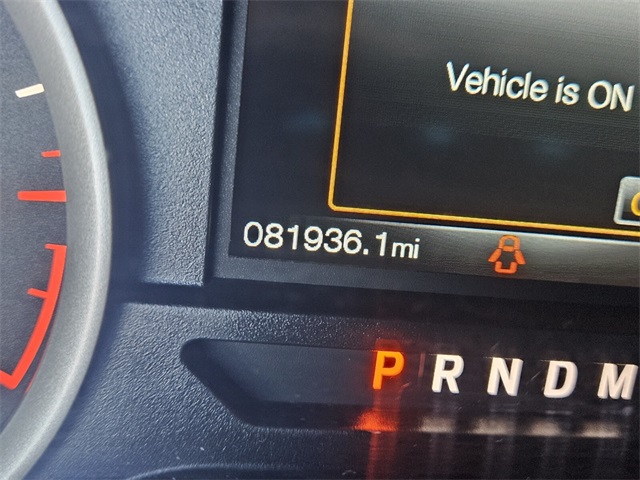 Vehicle is ON
081936.1mi
P R N D M